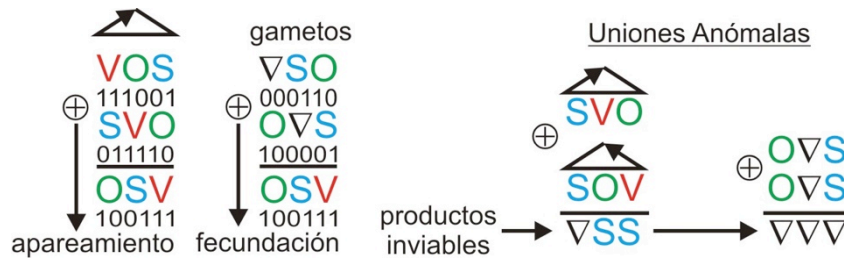 VOS
111001
⊕
SVO
011110
OSV
100111
apareamiento
gametos
∇SO
000110
⊕
O∇S
100001
OSV
100111
fecundación
Uniones Anómalas
SVO
⊕
SOV
productos
inviables
∇SS
⊕
O∇S
O∇S
∇∇∇